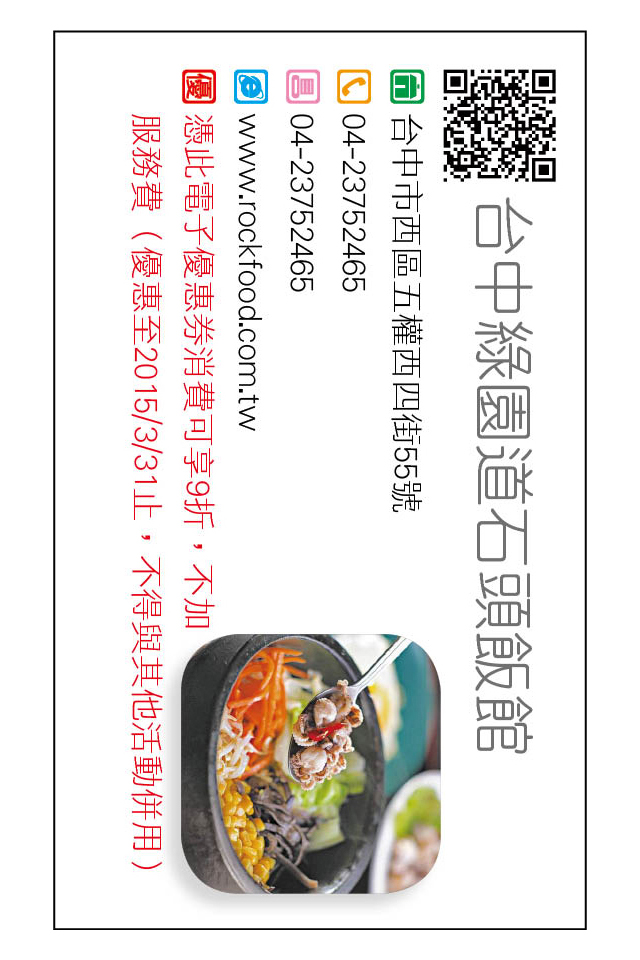 台中綠園道石頭飯館
台中市西區五權西四街55號
04-23752465
04-23752465
www.rockfood.com.tw
優 憑此電子優惠券消費可享9折，不加
服務費（優惠至2015/3/31止，不得與其他活動併用）